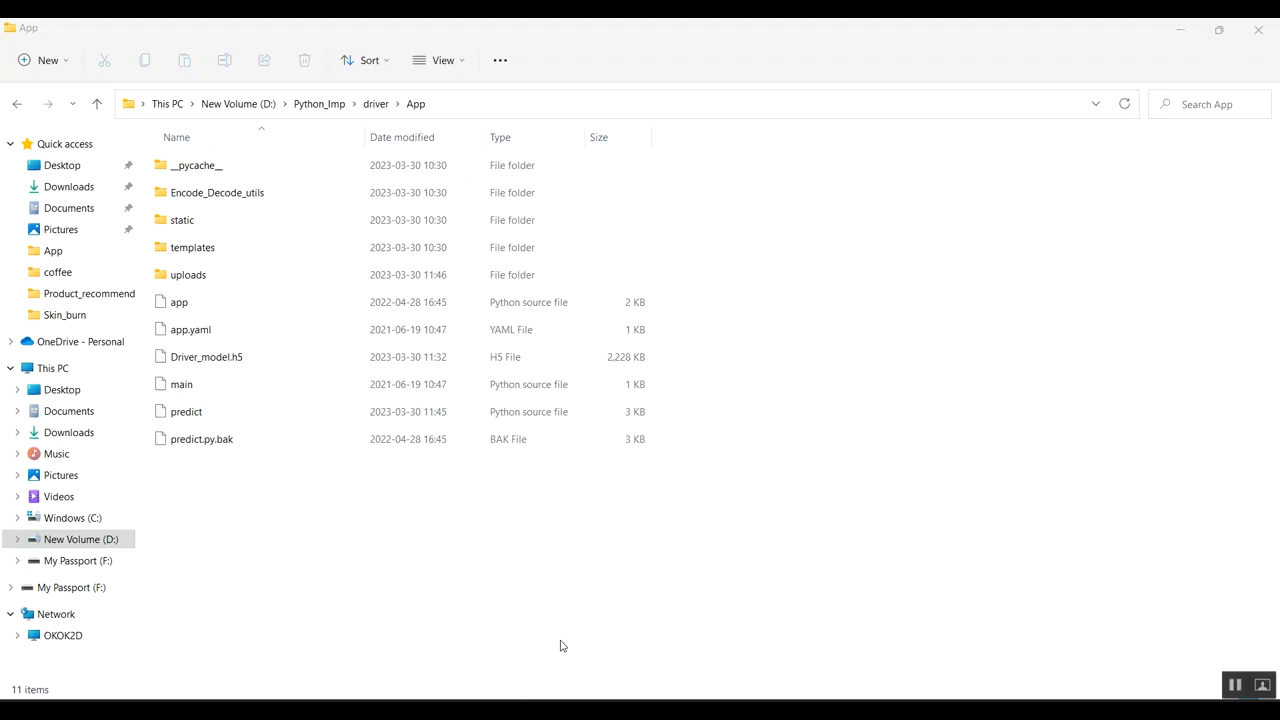 App
New
Sort
View
This PC
New Volume (D:)
Python_Imp
driver
App
Search App
Name
Date modified
Type
Size
Quick access
Desktop
Downloads
Documents
Pictures
App
coffee
Product_recommend
Skin_burn
OneDrive - Personal
This PC
Desktop
Documents
Downloads
Music
Pictures
Videos
Windows (C:)
New Volume (D:)
My Passport (F:)
My Passport (F:)
Network
OKOK2D
__pycache__ 2023-03-30 10:30 File folder
Encode_Decode_utils 2023-03-30 10:30 File folder
static 2023-03-30 10:30 File folder
templates 2023-03-30 10:30 File folder
uploads 2023-03-30 11:46 File folder
app 2022-04-28 16:45 Python source file 2 KB
app.yaml 2021-06-19 10:47 YAML File 1 KB
Driver_model.h5 2023-03-30 11:32 H5 File 2,228 KB
main 2021-06-19 10:47 Python source file 1 KB
predict 2023-03-30 11:45 Python source file 3 KB
predict.py.bak 2022-04-28 16:45 BAK File 3 KB
11 items